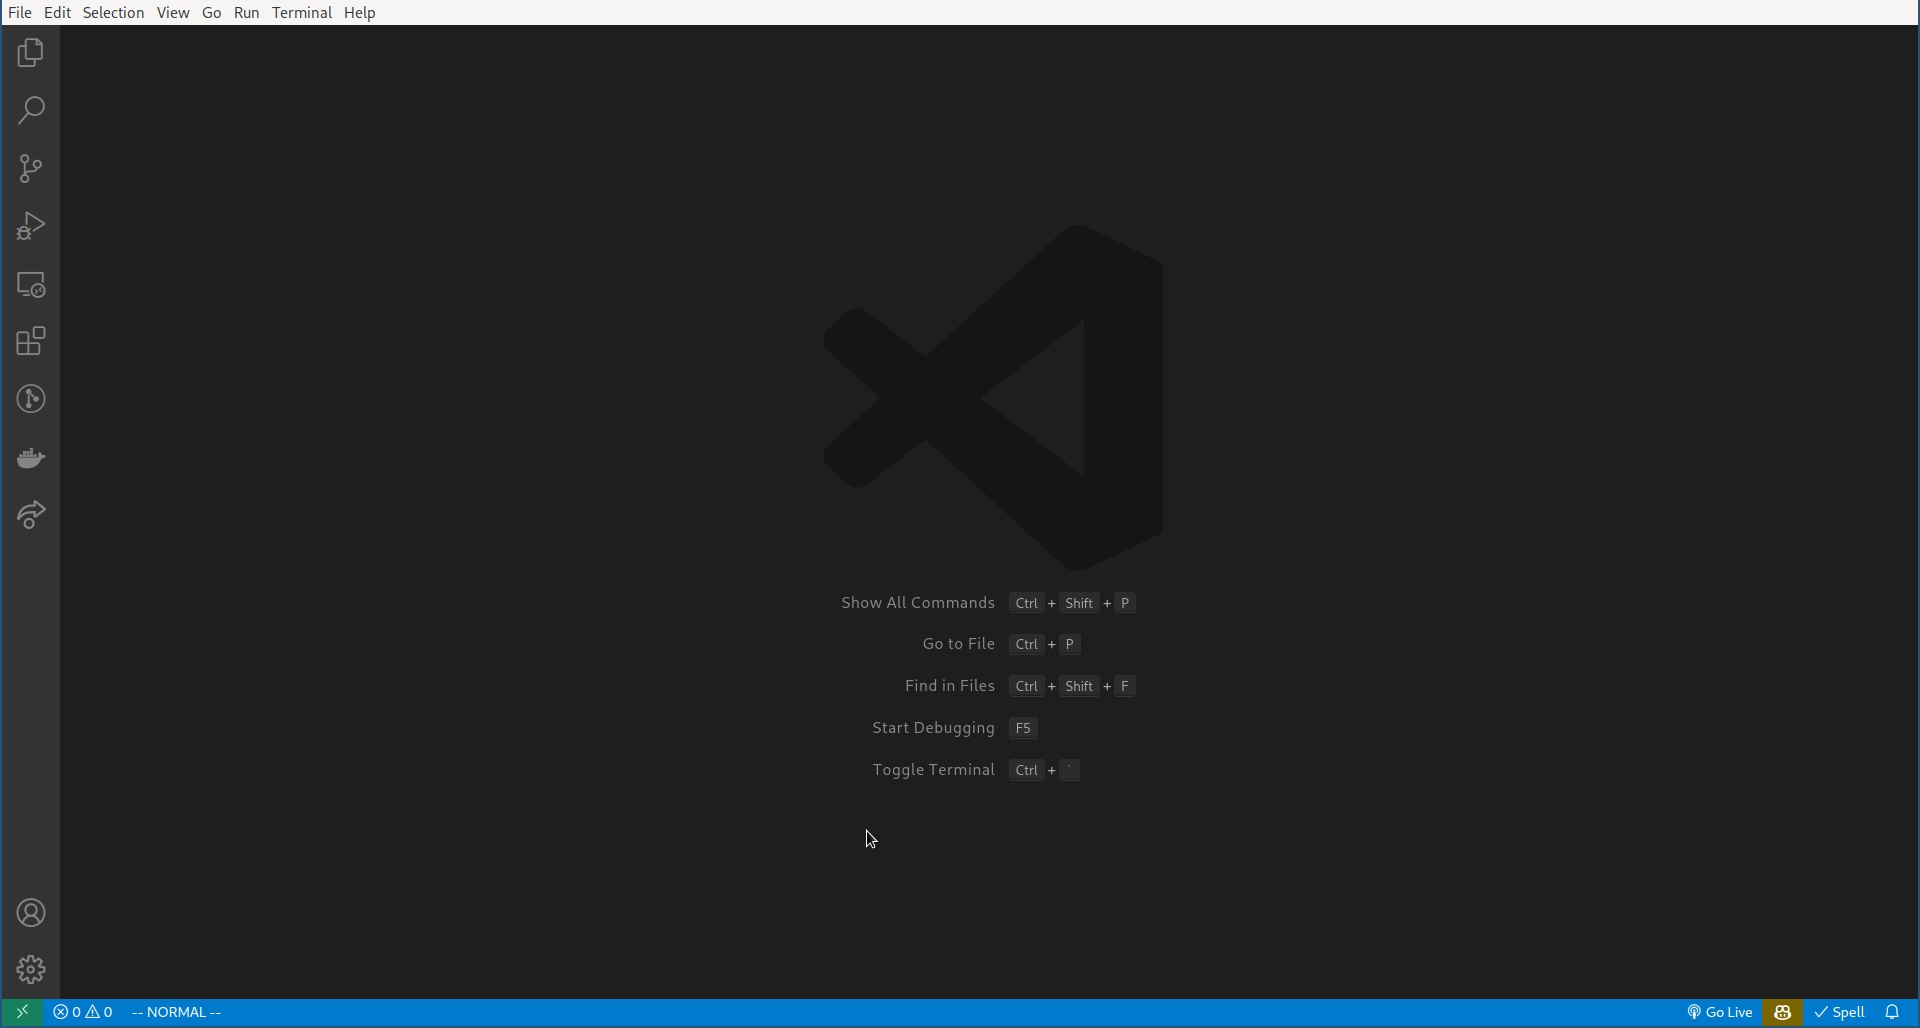 File Edit Selection View Go Run Terminal Help
Show All Commands Ctrl + Shift + P
Go to File Ctrl + P
Find in Files Ctrl + Shift + F
Start Debugging F5
Toggle Terminal Ctrl + `
0 0 -- NORMAL -- Go Live Spell